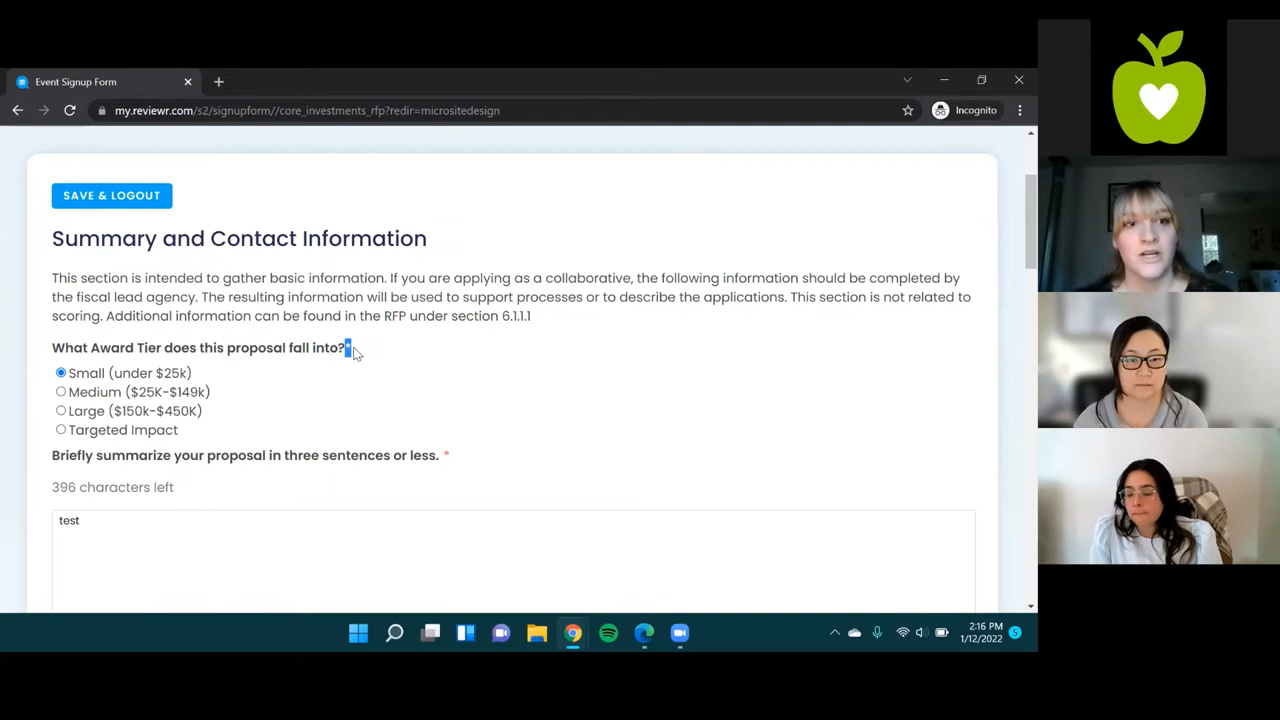 Event Signup Form
my.reviewr.com/s2/signupform//core_investments_rfp?redir=micrositedesign
Incognito
SAVE & LOGOUT
Summary and Contact Information
This section is intended to gather basic information. If you are applying as a collaborative, the following information should be completed by
the fiscal lead agency. The resulting information will be used to support processes or to describe the applications. This section is not related to
scoring. Additional information can be found in the RFP under section 6.1.1.1
What Award Tier does this proposal fall into?*
Small (under $25k)
Medium ($25K-$149k)
Large ($150k-$450K)
Targeted Impact
Briefly summarize your proposal in three sentences or less. *
396 characters left
test
2:16 PM
1/12/2022
5